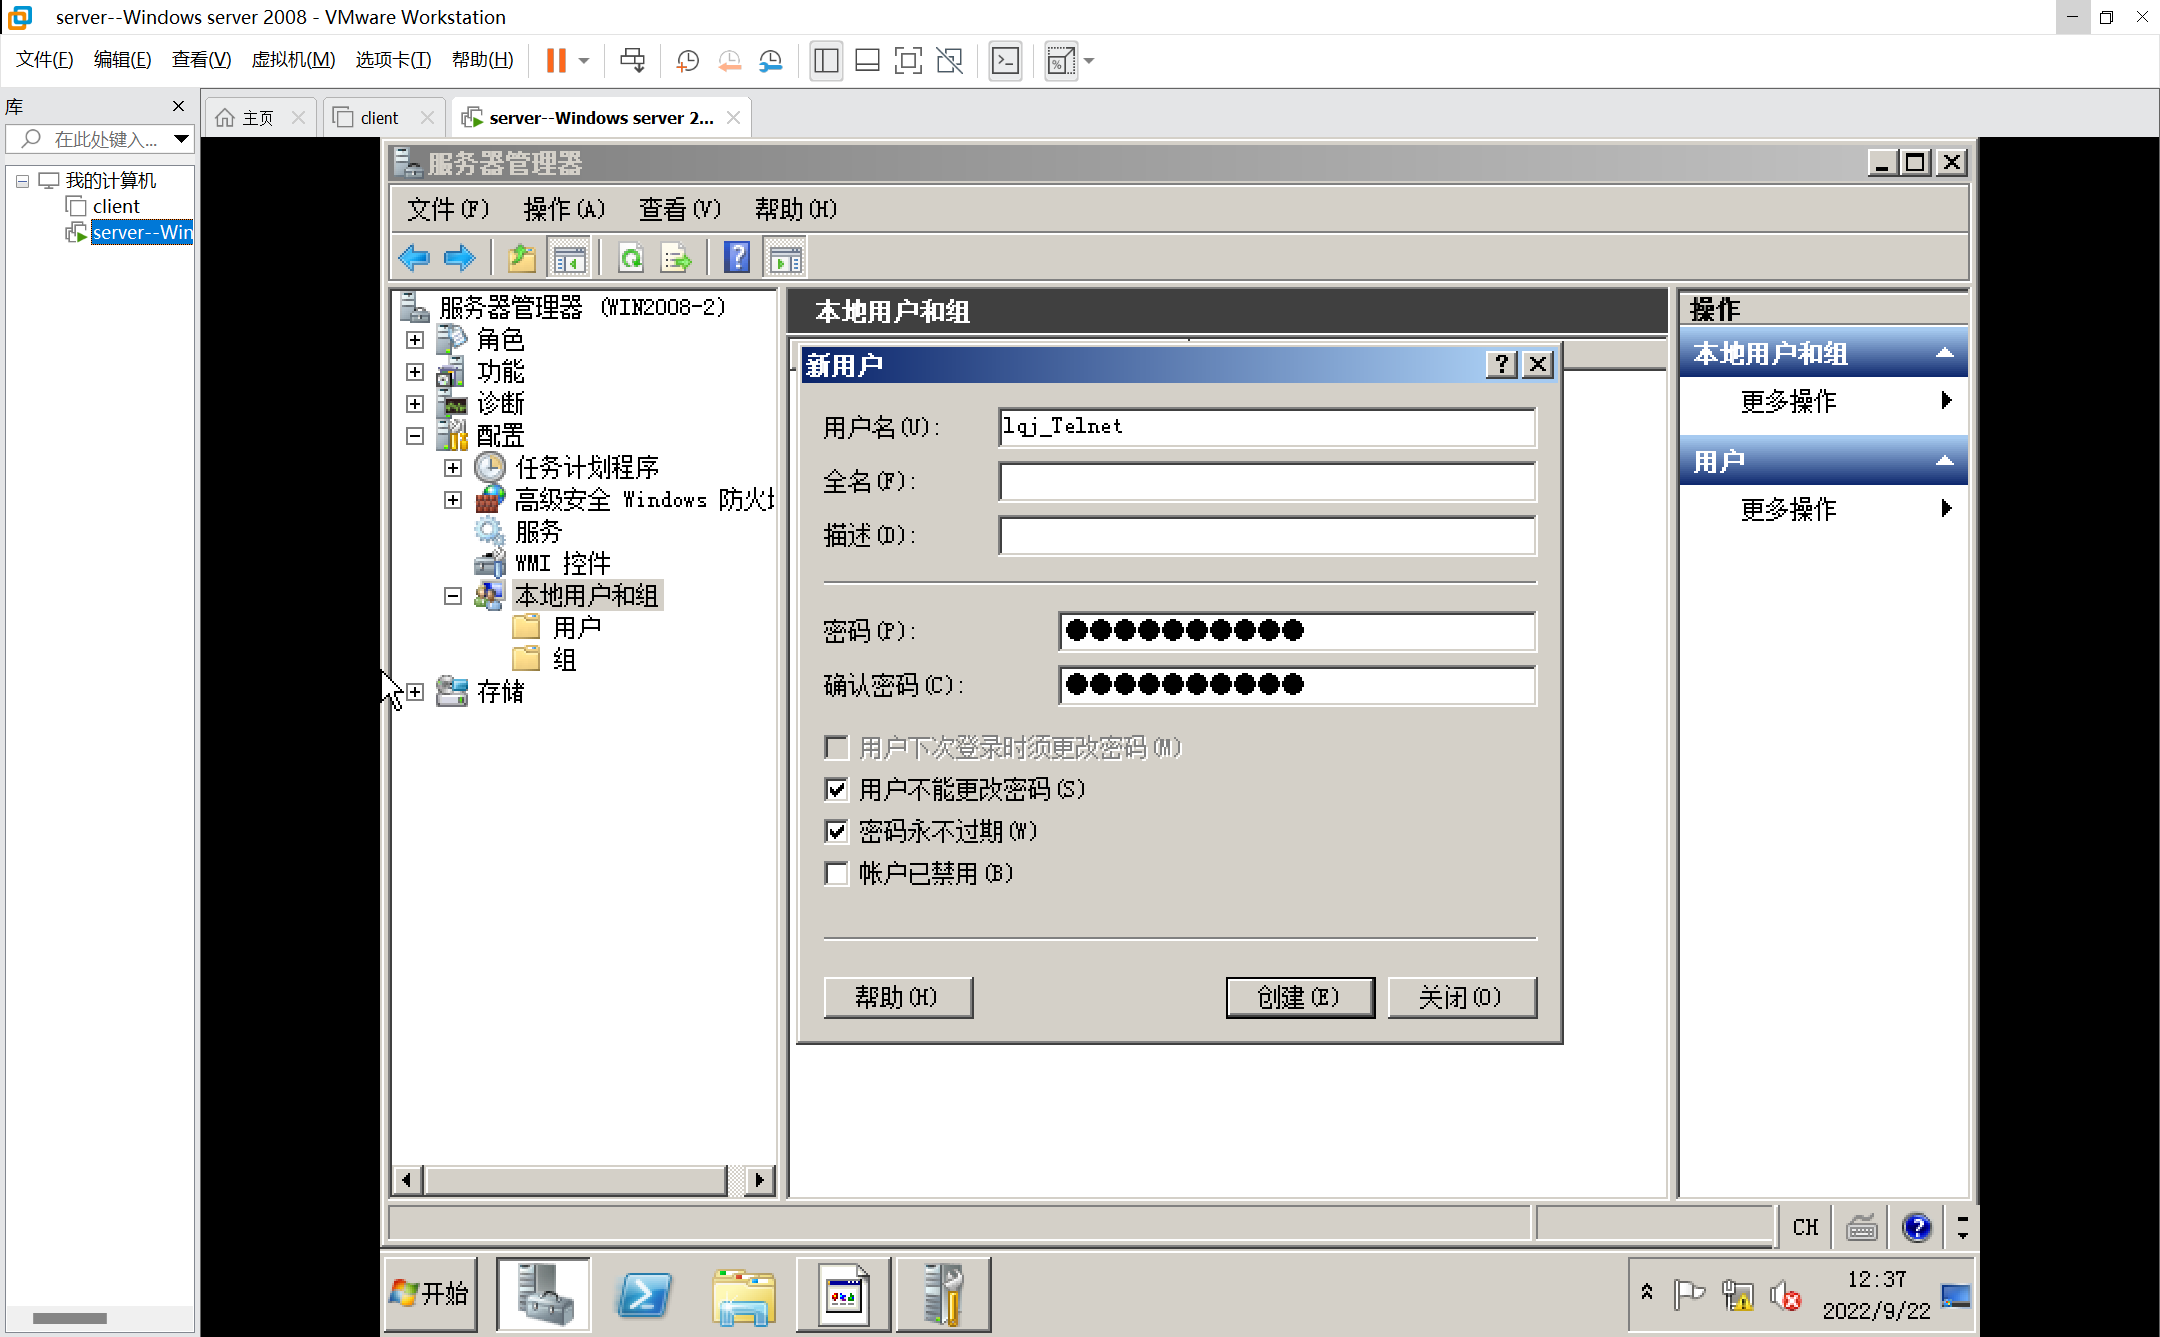 server--Windows server 2008 - VMware Workstation
文件(F) 编辑(E) 查看(V) 虚拟机(M) 选项卡(T) 帮助(H)
库
主页 client server--Windows server 2...
在此处键入...
我的计算机
client
server--Win
服务器管理器
文件(F) 操作(A) 查看(V) 帮助(H)
服务器管理器 (WIN2008-2)
角色
功能
诊断
配置
任务计划程序
高级安全 Windows 防火
服务
WMI 控件
本地用户和组
用户
组
存储
本地用户和组
新用户
用户名(U): lqj_Telnet
全名(F):
描述(D):
密码(P): ●●●●●●●●●●
确认密码(C): ●●●●●●●●●●
用户下次登录时须更改密码(M)
用户不能更改密码(S)
密码永不过期(W)
帐户已禁用(B)
帮助(H) 创建(E) 关闭(O)
操作
本地用户和组
更多操作
用户
更多操作
CH
开始
12:37
2022/9/22